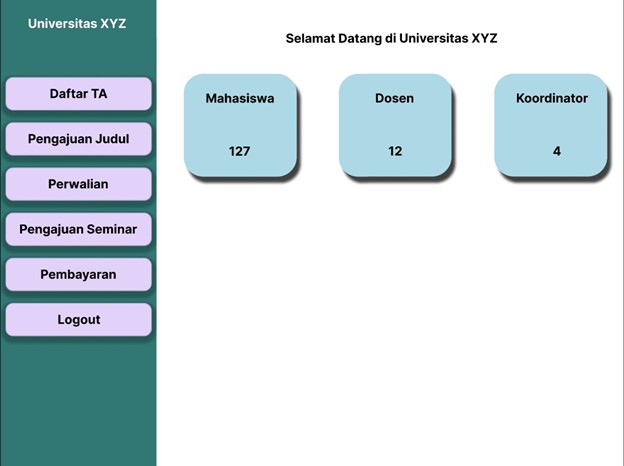 Universitas XYZ
Daftar TA
Pengajuan Judul
Perwalian
Pengajuan Seminar
Pembayaran
Logout
Selamat Datang di Universitas XYZ
Mahasiswa
127
Dosen
12
Koordinator
4